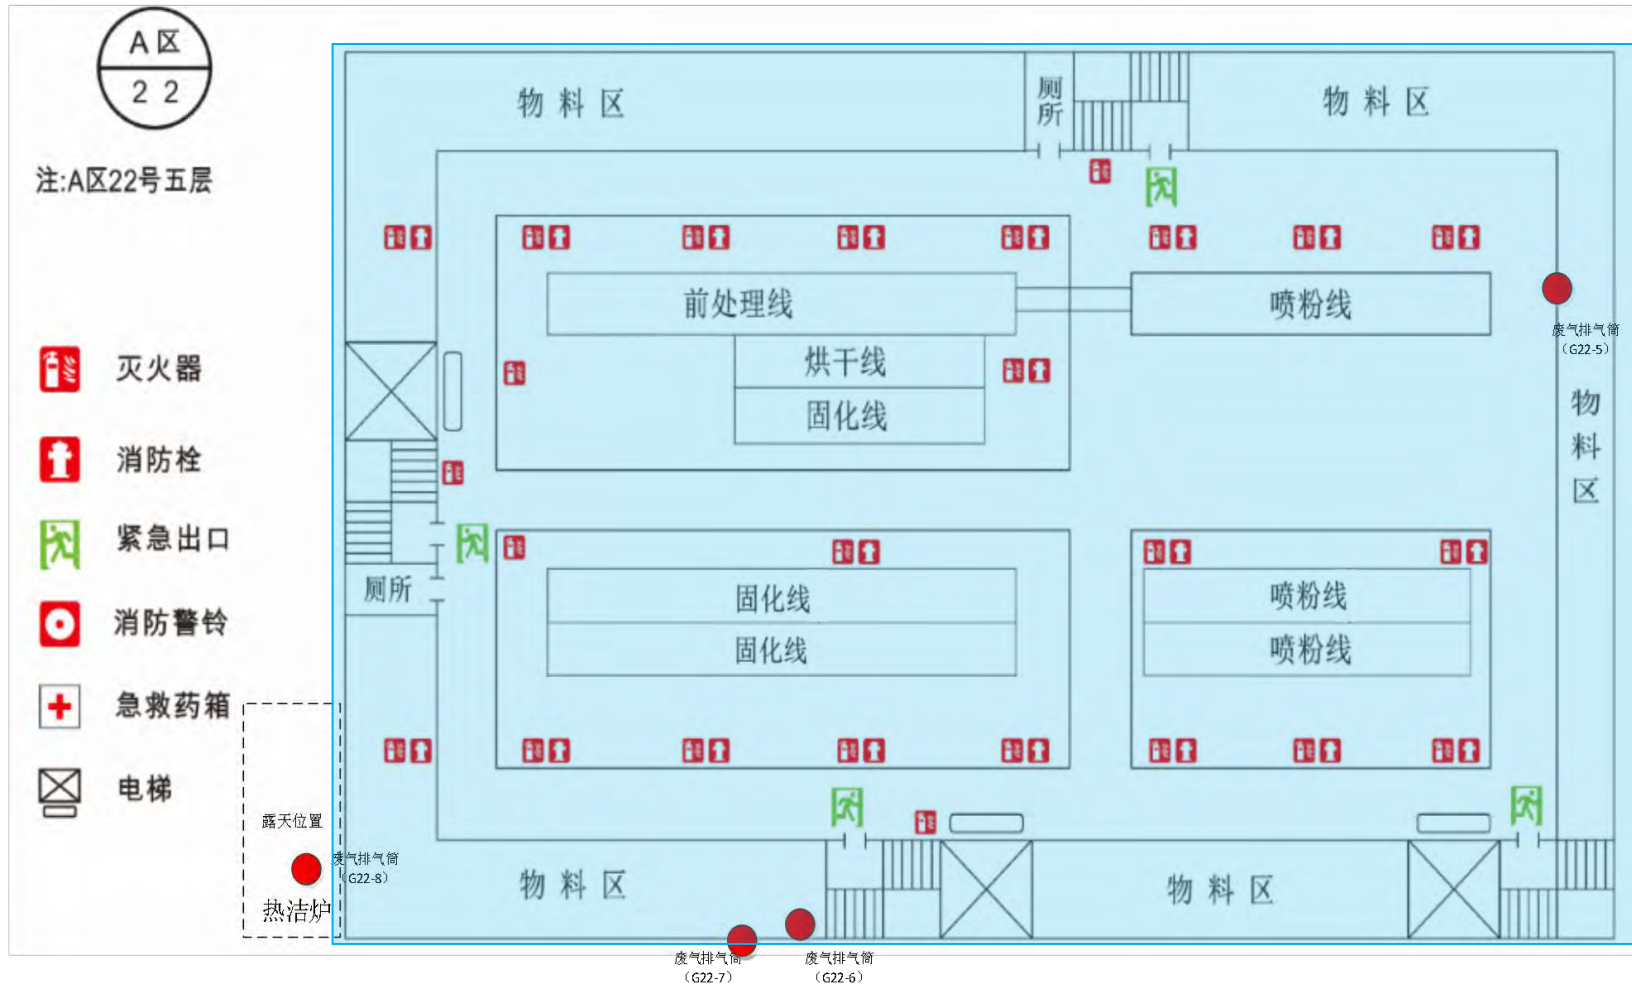 A区
22
注:A区22号五层
灭火器
消防栓
紧急出口
消防警铃
急救药箱
电梯
物料区
厕所
物料区
前处理线
喷粉线
烘干线
固化线
废气排气筒
（G22-5）
物料区
厕所
固化线
固化线
喷粉线
喷粉线
露天位置
废气排气筒
（G22-8）
热洁炉
物料区
物料区
废气排气筒
（G22-7）
废气排气筒
（G22-6）